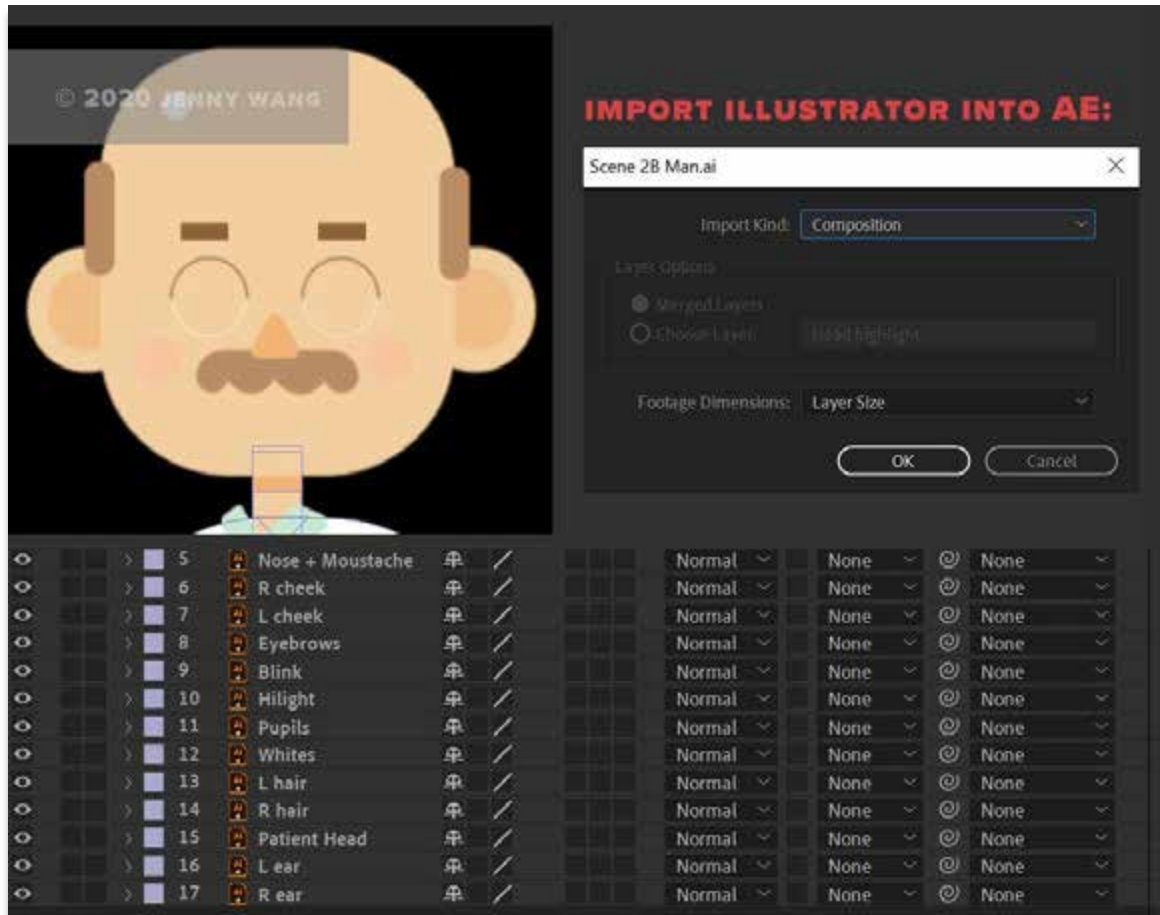 © 2020 JENNY WANG
IMPORT ILLUSTRATOR INTO AE:
Scene 2B Man.ai
Import Kind: Composition
Layer Options
Merged Layers
Choose Layer: Head highlight
Footage Dimensions: Layer Size
OK Cancel
5 Nose + Moustache Normal None None
6 R cheek Normal None None
7 L cheek Normal None None
8 Eyebrows Normal None None
9 Blink Normal None None
10 Hilight Normal None None
11 Pupils Normal None None
12 Whites Normal None None
13 L hair Normal None None
14 R hair Normal None None
15 Patient Head Normal None None
16 L ear Normal None None
17 R ear Normal None None